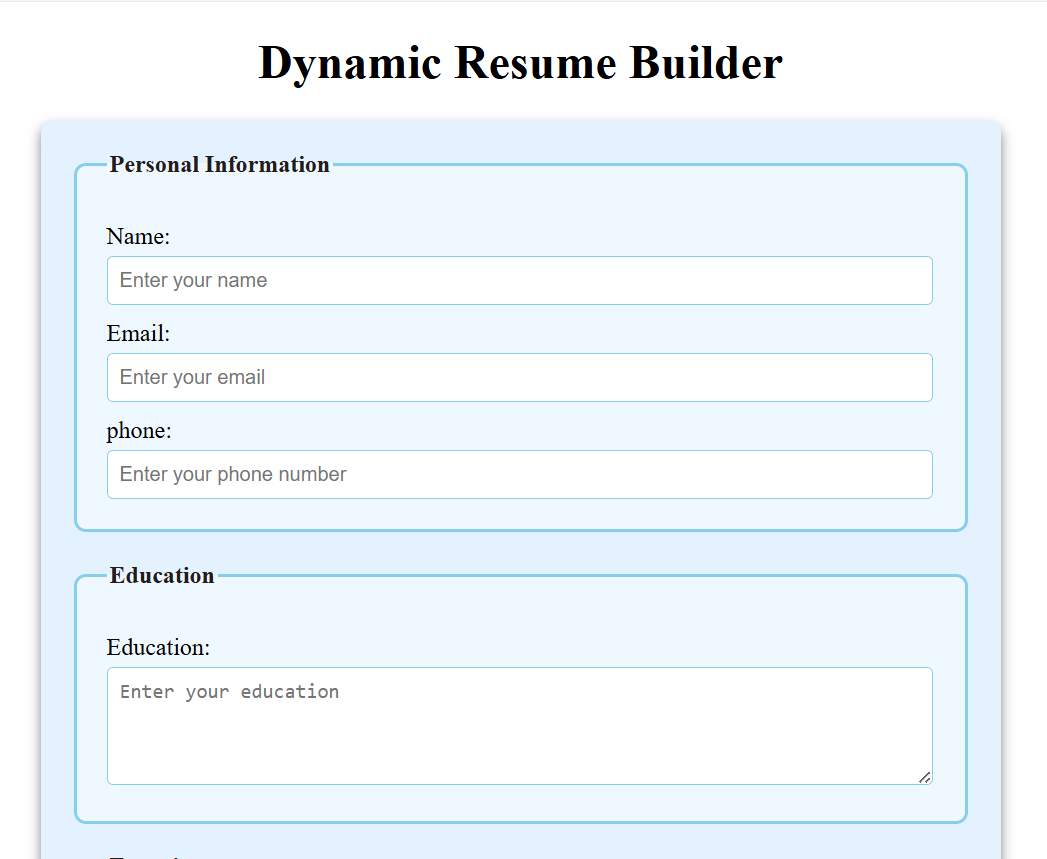 Dynamic Resume Builder
Personal Information
Name:
Enter your name
Email:
Enter your email
phone:
Enter your phone number
Education
Education:
Enter your education